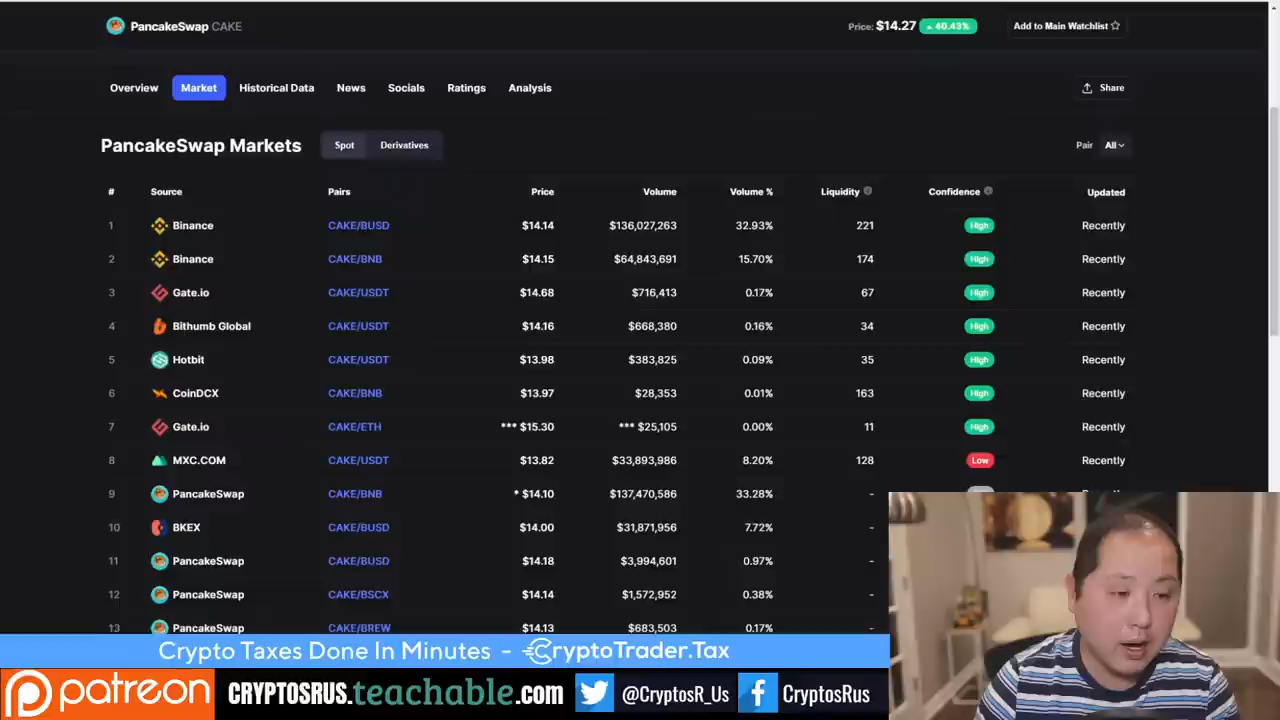 PancakeSwap CAKE Price: $14.27 40.43% Add to Main Watchlist
Overview Market Historical Data News Socials Ratings Analysis Share
PancakeSwap Markets Spot Derivatives Pair All
# Source Pairs Price Volume Volume % Liquidity Confidence Updated
1 Binance CAKE/BUSD $14.14 $136,027,263 32.93% 221 High Recently
2 Binance CAKE/BNB $14.15 $64,843,691 15.70% 174 High Recently
3 Gate.io CAKE/USDT $14.68 $716,413 0.17% 67 High Recently
4 Bithumb Global CAKE/USDT $14.16 $668,380 0.16% 34 High Recently
5 Hotbit CAKE/USDT $13.98 $383,825 0.09% 35 High Recently
6 CoinDCX CAKE/BNB $13.97 $28,353 0.01% 163 High Recently
7 Gate.io CAKE/ETH *** $15.30 *** $25,105 0.00% 11 High Recently
8 MXC.COM CAKE/USDT $13.82 $33,893,986 8.20% 128 Low Recently
9 PancakeSwap CAKE/BNB * $14.10 $137,470,586 33.28% -
10 BKEX CAKE/BUSD $14.00 $31,871,956 7.72% -
11 PancakeSwap CAKE/BUSD $14.18 $3,994,601 0.97% -
12 PancakeSwap CAKE/BSCX $14.14 $1,572,952 0.38% -
13 PancakeSwap CAKE/BREW $14.13 $683,503 0.17% -
Crypto Taxes Done In Minutes - CryptoTrader.Tax
patreon CRYPTOSRUS.teachable.com @CryptosR_Us CryptosRus